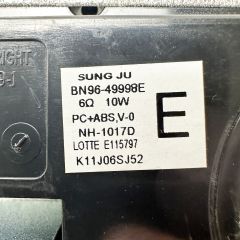 SUNG JU
BN96-49998E
6Ω 10W
PC+ABS,V-0
NH-1017D
LOTTE E115797
K11J06SJ52
E